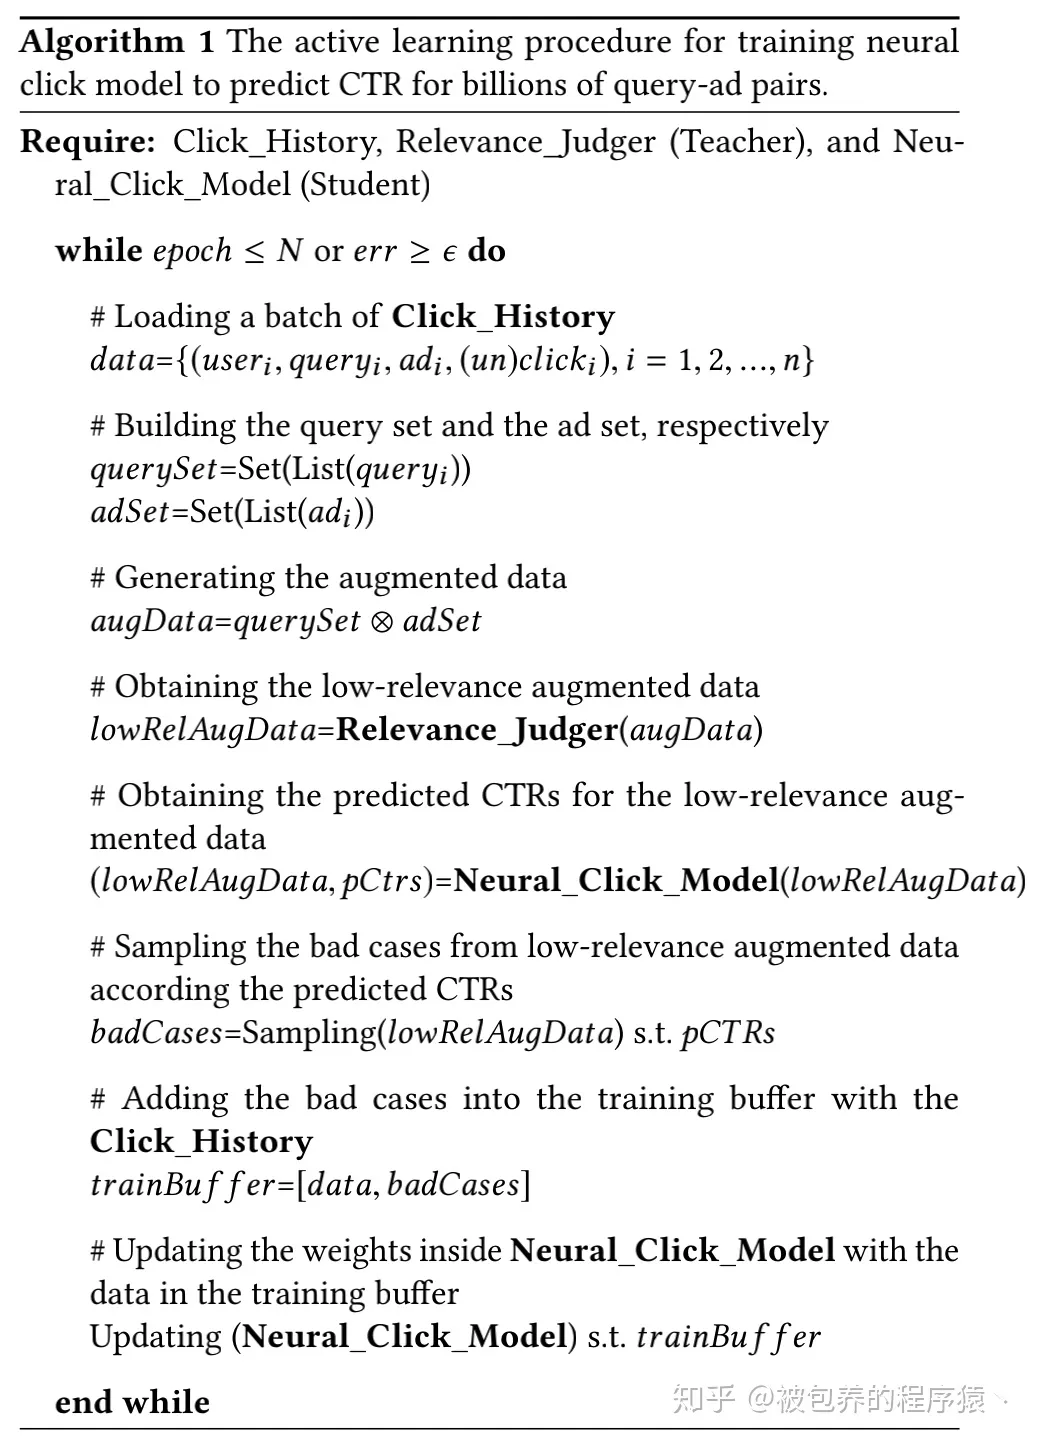 Algorithm 1 The active learning procedure for training neural
click model to predict CTR for billions of query-ad pairs.
Require: Click_History, Relevance_Judger (Teacher), and Neu-
ral_Click_Model (Student)
while epoch ≤ N or err ≥ ϵ do
# Loading a batch of Click_History
data={(user_i, query_i, ad_i, (un)click_i), i = 1, 2, ..., n}
# Building the query set and the ad set, respectively
querySet=Set(List(query_i))
adSet=Set(List(ad_i))
# Generating the augmented data
augData=querySet ⊗ adSet
# Obtaining the low-relevance augmented data
lowRelAugData=Relevance_Judger(augData)
# Obtaining the predicted CTRs for the low-relevance aug-
mented data
(lowRelAugData, pCtrs)=Neural_Click_Model(lowRelAugData)
# Sampling the bad cases from low-relevance augmented data
according the predicted CTRs
badCases=Sampling(lowRelAugData) s.t. pCTRs
# Adding the bad cases into the training buffer with the
Click_History
trainBuffer=[data, badCases]
# Updating the weights inside Neural_Click_Model with the
data in the training buffer
Updating (Neural_Click_Model) s.t. trainBuffer
end while
知乎 @被包养的程序猿丶